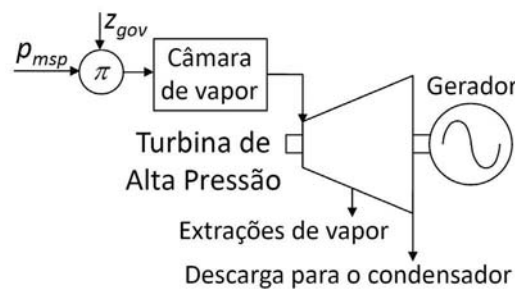 z_gov
p_msp
π
Câmara
de vapor
Gerador
Turbina de
Alta Pressão
Extrações de vapor
Descarga para o condensador